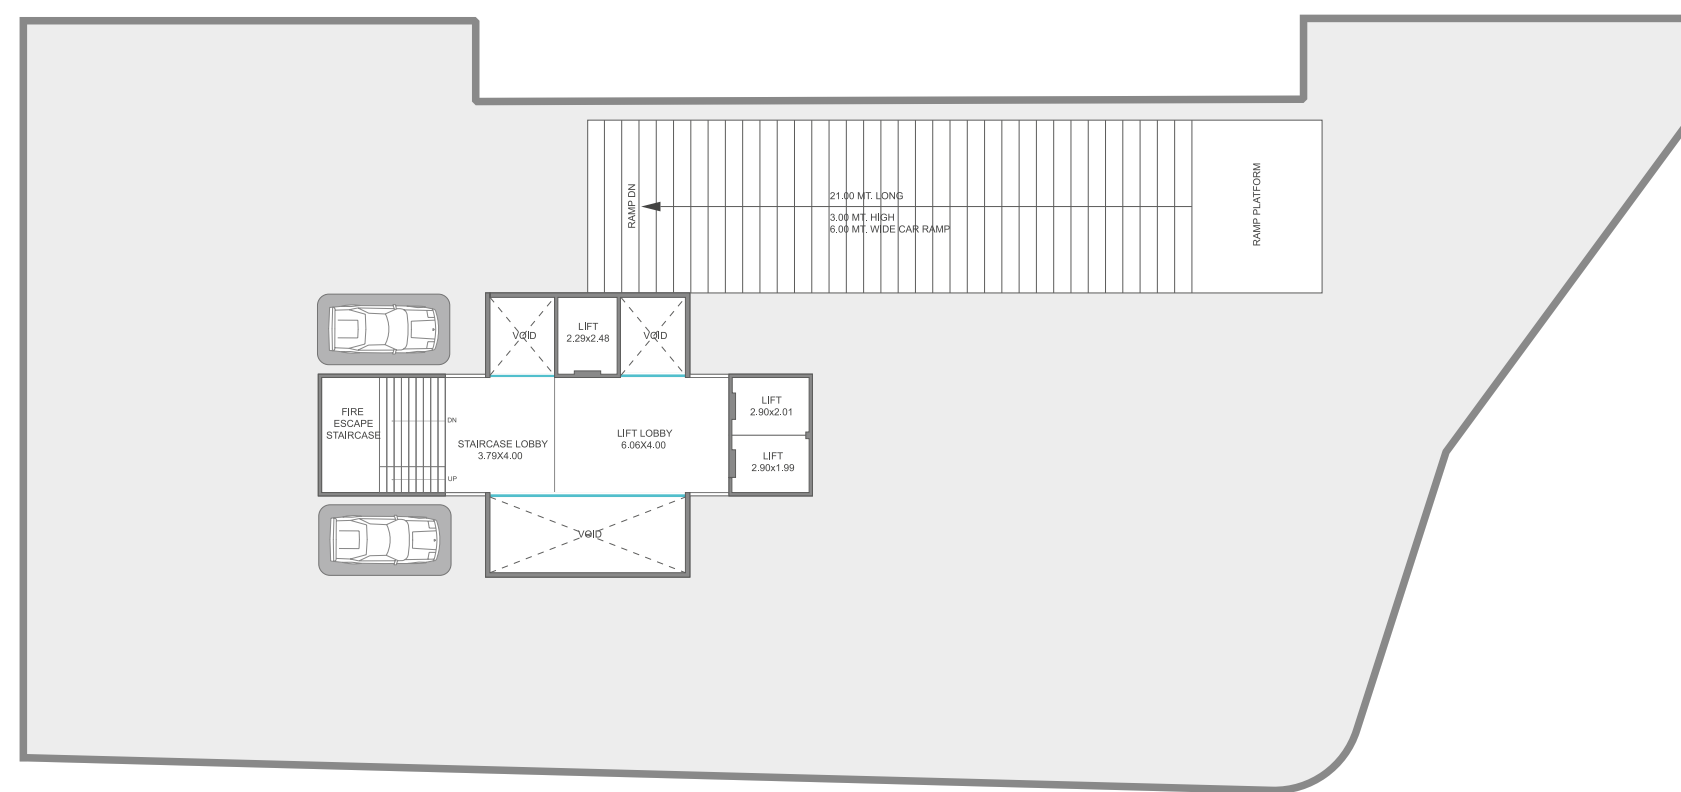 21.00 MT. LONG
3.00 MT. HIGH
6.00 MT. WIDE CAR RAMP
RAMP DN
RAMP PLATFORM
VOID
LIFT
2.29x2.48
VOID
FIRE
ESCAPE
STAIRCASE
DN
UP
STAIRCASE LOBBY
3.79X4.00
LIFT LOBBY
6.06X4.00
LIFT
2.90x2.01
LIFT
2.90x1.99
VOID